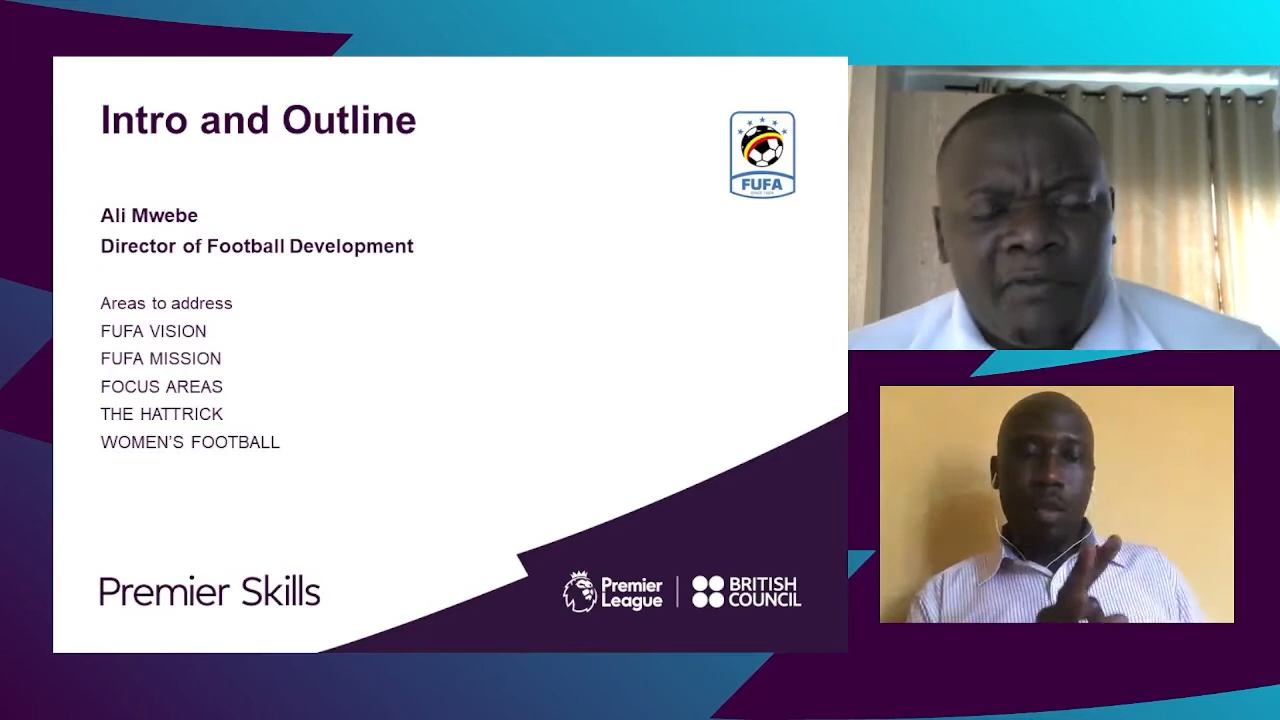 Intro and Outline
FUFA
Ali Mwebe
Director of Football Development
Areas to address
FUFA VISION
FUFA MISSION
FOCUS AREAS
THE HATTRICK
WOMEN'S FOOTBALL
Premier Skills
Premier
League
BRITISH
COUNCIL